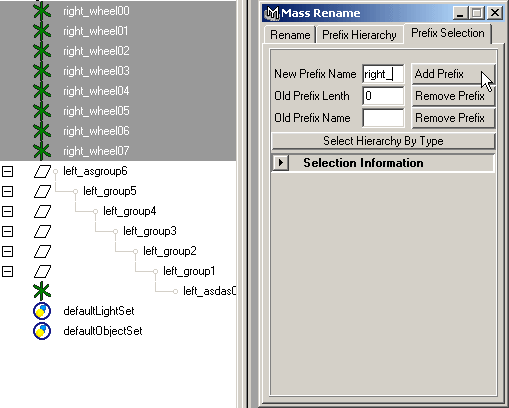 right_wheel00
right_wheel01
right_wheel02
right_wheel03
right_wheel04
right_wheel05
right_wheel06
right_wheel07
left_asgroup6
left_group5
left_group4
left_group3
left_group2
left_group1
left_asdas
defaultLightSet
defaultObjectSet
Mass Rename
Rename Prefix Hierarchy Prefix Selection
New Prefix Name right_ Add Prefix
Old Prefix Lenth 0 Remove Prefix
Old Prefix Name Remove Prefix
Select Hierarchy By Type
Selection Information